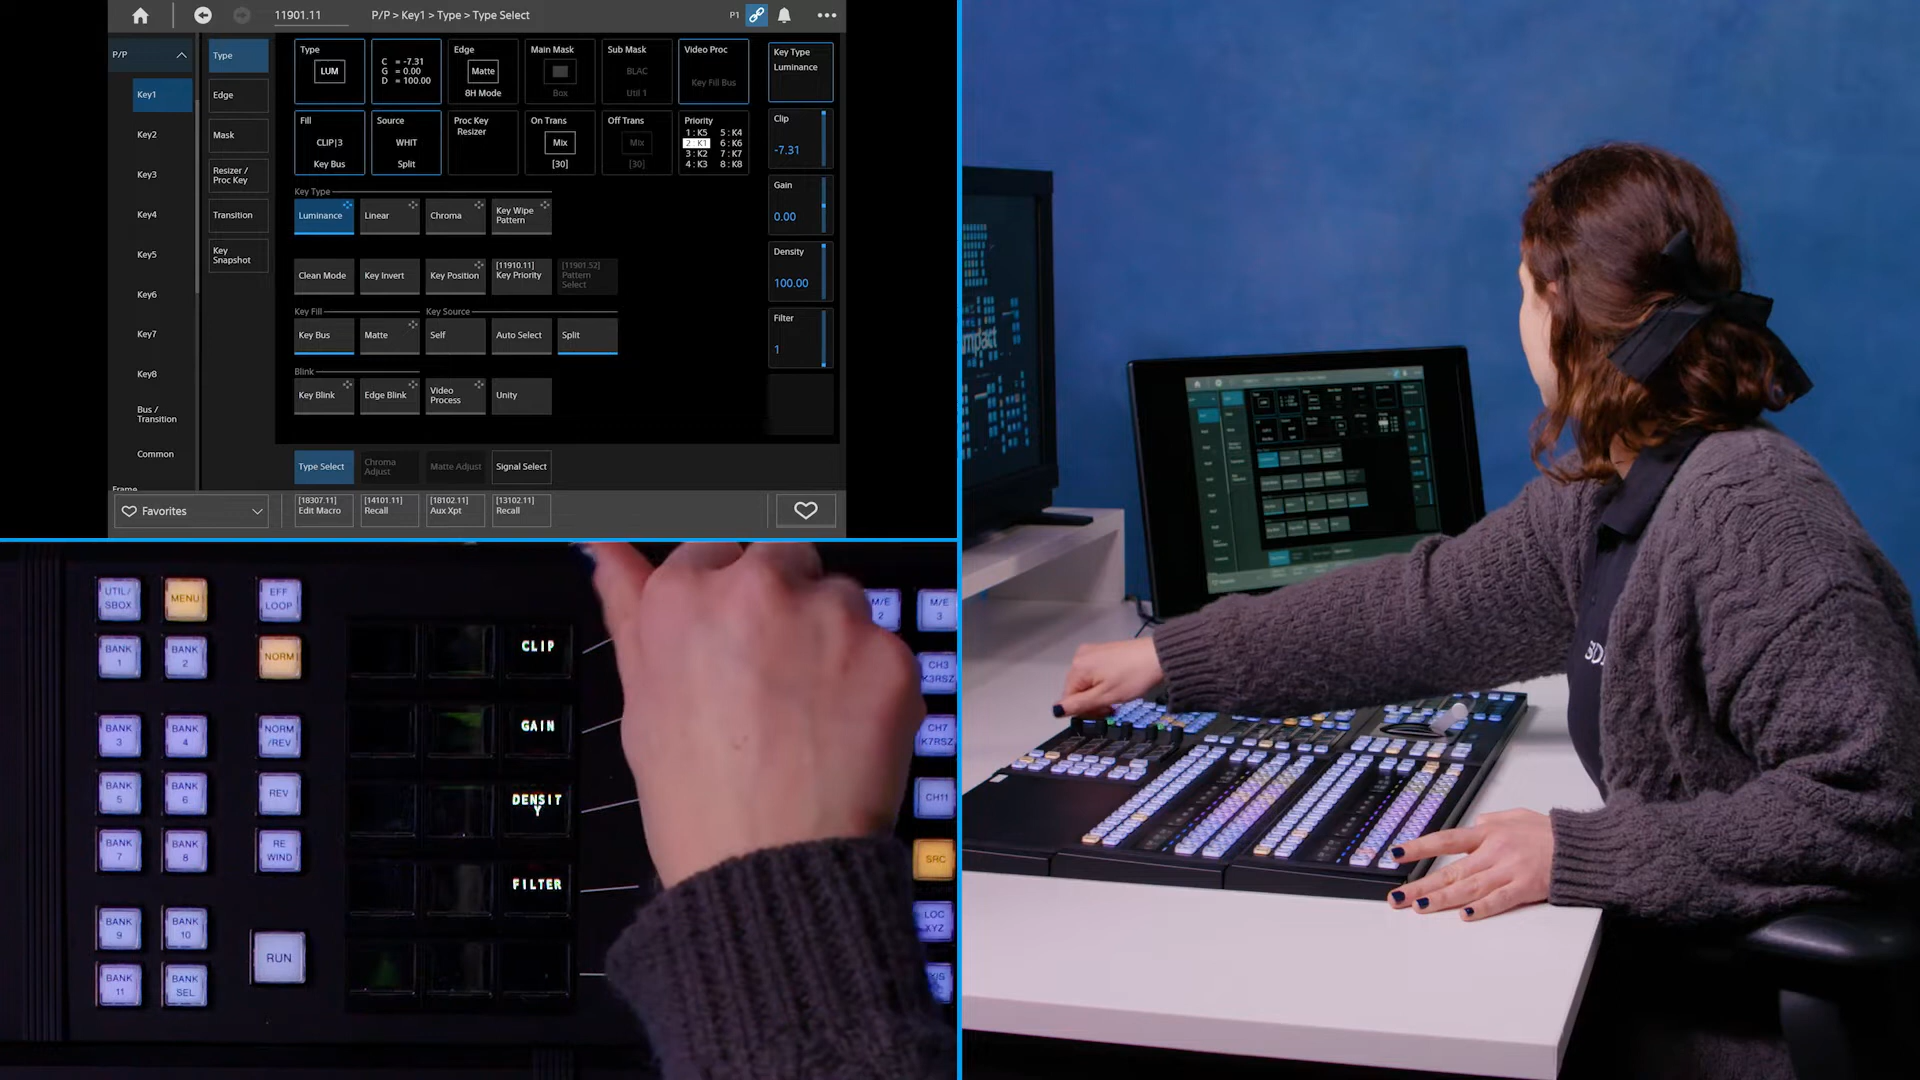 11901.11
P/P > Key1 > Type > Type Select
P1
P/P
Key1
Key2
Key3
Key4
Key5
Key6
Key7
Key8
Bus /
Transition
Common
Frame
Type
Edge
Mask
Resizer /
Proc Key
Transition
Key
Snapshot
Type
LUM
C = -7.31
G = 0.00
D = 100.00
Edge
Matte
8H Mode
Main Mask
Box
Sub Mask
BLAC
Util 1
Video Proc
Key Fill Bus
Fill
CLIP|3
Key Bus
Source
WHIT
Split
Proc Key
Resizer
On Trans
Mix
[30]
Off Trans
Mix
[30]
Priority
1 : K5 5 : K4
2 : K1 6 : K6
3 : K2 7 : K7
4 : K3 8 : K8
Key Type
Luminance
Linear
Chroma
Key Wipe
Pattern
Clean Mode
Key Invert
Key Position
[11910.11]
Key Priority
[11901.52]
Pattern
Select
Key Fill
Key Source
Key Bus
Matte
Self
Auto Select
Split
Blink
Key Blink
Edge Blink
Video
Process
Unity
Type Select
Chroma
Adjust
Matte Adjust
Signal Select
Key Type
Luminance
Clip
-7.31
Gain
0.00
Density
100.00
Filter
1
Favorites
[18307.11]
Edit Macro
[14101.11]
Recall
[18102.11]
Aux Xpt
[13102.11]
Recall
UTIL/
SBOX
MENU
EFF
LOOP
BANK
1
BANK
2
NORM
BANK
3
BANK
4
NORM
/REV
BANK
5
BANK
6
REV
BANK
7
BANK
8
RE
WIND
BANK
9
BANK
10
RUN
BANK
11
BANK
SEL
CLIP
GAIN
DENSIT
Y
FILTER
M/E
2
M/E
3
CH3
K3RSZ
CH7
K7RSZ
CH11
SRC
LOC
XYZ